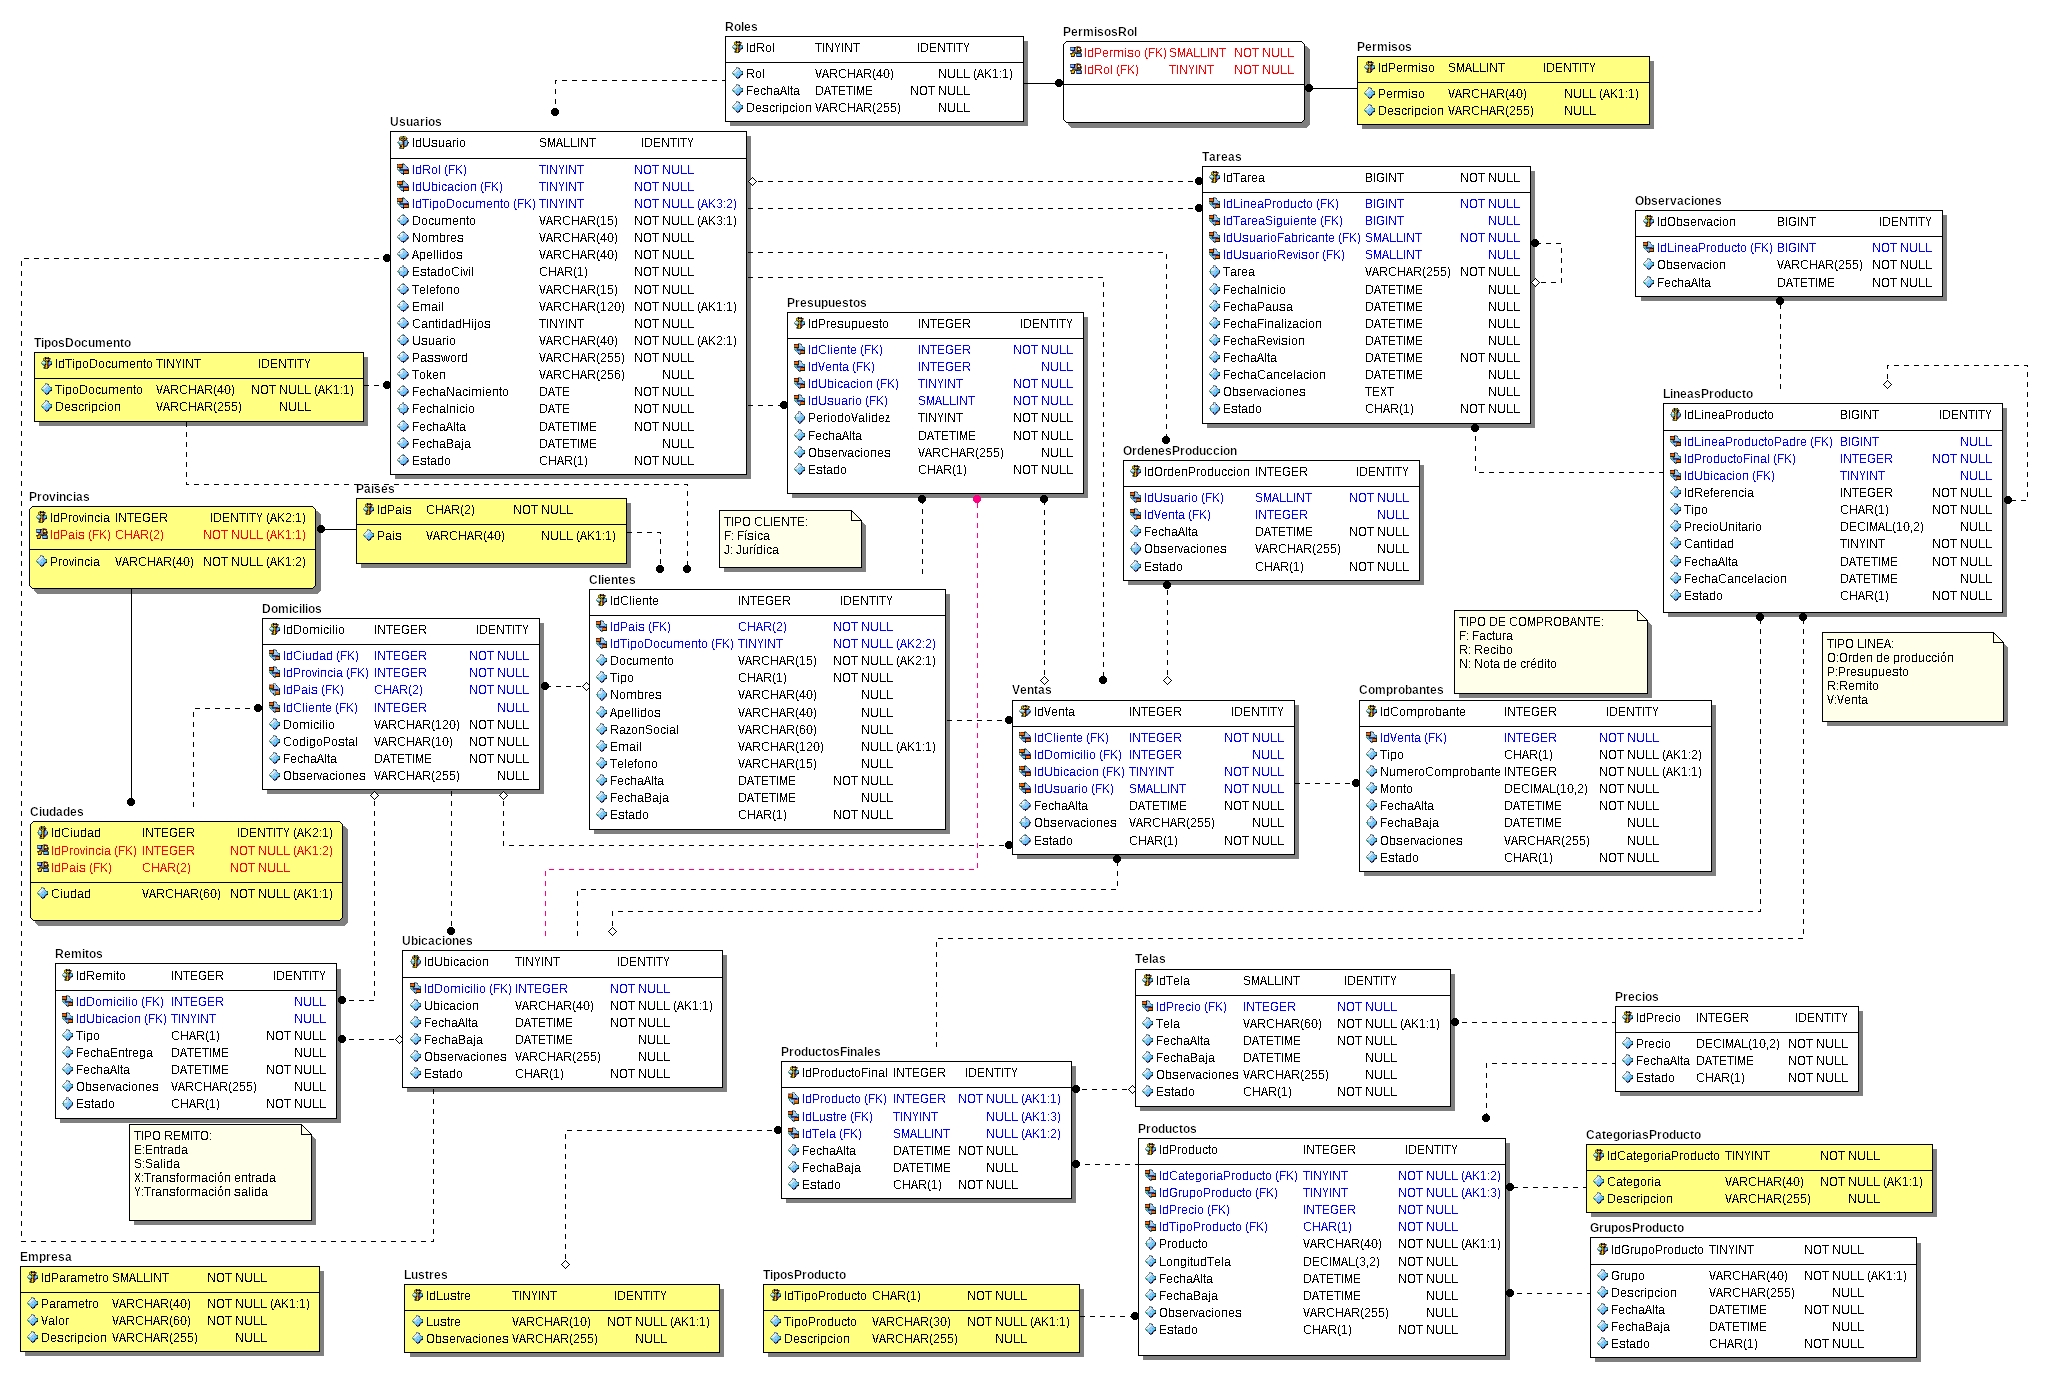 Roles
IdRol TINYINT IDENTITY
Rol VARCHAR(40) NULL (AK1:1)
FechaAlta DATETIME NOT NULL
Descripcion VARCHAR(255) NULL
PermisosRol
IdPermiso (FK) SMALLINT NOT NULL
IdRol (FK) TINYINT NOT NULL
Permisos
IdPermiso SMALLINT IDENTITY
Permiso VARCHAR(40) NULL (AK1:1)
Descripcion VARCHAR(255) NULL
Usuarios
IdUsuario SMALLINT IDENTITY
IdRol (FK) TINYINT NOT NULL
IdUbicacion (FK) TINYINT NOT NULL
IdTipoDocumento (FK) TINYINT NOT NULL (AK3:2)
Documento VARCHAR(15) NOT NULL (AK3:1)
Nombres VARCHAR(40) NOT NULL
Apellidos VARCHAR(40) NOT NULL
EstadoCivil CHAR(1) NOT NULL
Telefono VARCHAR(15) NOT NULL
Email VARCHAR(120) NOT NULL (AK1:1)
CantidadHijos TINYINT NOT NULL
Usuario VARCHAR(40) NOT NULL (AK2:1)
Password VARCHAR(255) NOT NULL
Token VARCHAR(256) NULL
FechaNacimiento DATE NOT NULL
FechaInicio DATE NOT NULL
FechaAlta DATETIME NOT NULL
FechaBaja DATETIME NULL
Estado CHAR(1) NOT NULL
Tareas
IdTarea BIGINT NOT NULL
IdLineaProducto (FK) BIGINT NOT NULL
IdTareaSiguiente (FK) BIGINT NULL
IdUsuarioFabricante (FK) SMALLINT NOT NULL
IdUsuarioRevisor (FK) SMALLINT NULL
Tarea VARCHAR(255) NOT NULL
FechaInicio DATETIME NULL
FechaPausa DATETIME NULL
FechaFinalizacion DATETIME NULL
FechaRevision DATETIME NULL
FechaAlta DATETIME NOT NULL
FechaCancelacion DATETIME NULL
Observaciones TEXT NULL
Estado CHAR(1) NOT NULL
Observaciones
IdObservacion BIGINT IDENTITY
IdLineaProducto (FK) BIGINT NOT NULL
Observacion VARCHAR(255) NOT NULL
FechaAlta DATETIME NOT NULL
Presupuestos
IdPresupuesto INTEGER IDENTITY
IdCliente (FK) INTEGER NOT NULL
IdVenta (FK) INTEGER NULL
IdUbicacion (FK) TINYINT NOT NULL
IdUsuario (FK) SMALLINT NOT NULL
PeriodoValidez TINYINT NOT NULL
FechaAlta DATETIME NOT NULL
Observaciones VARCHAR(255) NULL
Estado CHAR(1) NOT NULL
TiposDocumento
IdTipoDocumento TINYINT IDENTITY
TipoDocumento VARCHAR(40) NOT NULL (AK1:1)
Descripcion VARCHAR(255) NULL
LineasProducto
IdLineaProducto BIGINT IDENTITY
IdLineaProductoPadre (FK) BIGINT NULL
IdProductoFinal (FK) INTEGER NOT NULL
IdUbicacion (FK) TINYINT NULL
IdReferencia INTEGER NOT NULL
Tipo CHAR(1) NOT NULL
PrecioUnitario DECIMAL(10,2) NULL
Cantidad TINYINT NOT NULL
FechaAlta DATETIME NOT NULL
FechaCancelacion DATETIME NULL
Estado CHAR(1) NOT NULL
OrdenesProduccion
IdOrdenProduccion INTEGER IDENTITY
IdUsuario (FK) SMALLINT NOT NULL
IdVenta (FK) INTEGER NULL
FechaAlta DATETIME NOT NULL
Observaciones VARCHAR(255) NULL
Estado CHAR(1) NOT NULL
Provincias
IdProvincia INTEGER IDENTITY (AK2:1)
IdPais (FK) CHAR(2) NOT NULL (AK1:1)
Provincia VARCHAR(40) NOT NULL (AK1:2)
Paises
IdPais CHAR(2) NOT NULL
Pais VARCHAR(40) NULL (AK1:1)
TIPO CLIENTE:
F: Física
J: Jurídica
Clientes
IdCliente INTEGER IDENTITY
IdPais (FK) CHAR(2) NOT NULL
IdTipoDocumento (FK) TINYINT NOT NULL (AK2:2)
Documento VARCHAR(15) NOT NULL (AK2:1)
Tipo CHAR(1) NOT NULL
Nombres VARCHAR(40) NULL
Apellidos VARCHAR(40) NULL
RazonSocial VARCHAR(60) NULL
Email VARCHAR(120) NULL (AK1:1)
Telefono VARCHAR(15) NULL
FechaAlta DATETIME NOT NULL
FechaBaja DATETIME NULL
Estado CHAR(1) NOT NULL
Domicilios
IdDomicilio INTEGER IDENTITY
IdCiudad (FK) INTEGER NOT NULL
IdProvincia (FK) INTEGER NOT NULL
IdPais (FK) CHAR(2) NOT NULL
IdCliente (FK) INTEGER NULL
Domicilio VARCHAR(120) NOT NULL
CodigoPostal VARCHAR(10) NOT NULL
FechaAlta DATETIME NOT NULL
Observaciones VARCHAR(255) NULL
TIPO DE COMPROBANTE:
F: Factura
R: Recibo
N: Nota de crédito
TIPO LINEA:
O:Orden de producción
P:Presupuesto
R:Remito
V:Venta
Ventas
IdVenta INTEGER IDENTITY
IdCliente (FK) INTEGER NOT NULL
IdDomicilio (FK) INTEGER NULL
IdUbicacion (FK) TINYINT NOT NULL
IdUsuario (FK) SMALLINT NOT NULL
FechaAlta DATETIME NOT NULL
Observaciones VARCHAR(255) NULL
Estado CHAR(1) NOT NULL
Comprobantes
IdComprobante INTEGER IDENTITY
IdVenta (FK) INTEGER NOT NULL
Tipo CHAR(1) NOT NULL (AK1:2)
NumeroComprobante INTEGER NOT NULL (AK1:1)
Monto DECIMAL(10,2) NOT NULL
FechaAlta DATETIME NOT NULL
FechaBaja DATETIME NULL
Observaciones VARCHAR(255) NULL
Estado CHAR(1) NOT NULL
Ciudades
IdCiudad INTEGER IDENTITY (AK2:1)
IdProvincia (FK) INTEGER NOT NULL (AK1:2)
IdPais (FK) CHAR(2) NOT NULL
Ciudad VARCHAR(60) NOT NULL (AK1:1)
Remitos
IdRemito INTEGER IDENTITY
IdDomicilio (FK) INTEGER NULL
IdUbicacion (FK) TINYINT NULL
Tipo CHAR(1) NOT NULL
FechaEntrega DATETIME NULL
FechaAlta DATETIME NOT NULL
Observaciones VARCHAR(255) NULL
Estado CHAR(1) NOT NULL
TIPO REMITO:
E:Entrada
S:Salida
X:Transformación entrada
Y:Transformación salida
Ubicaciones
IdUbicacion TINYINT IDENTITY
IdDomicilio (FK) INTEGER NOT NULL
Ubicacion VARCHAR(40) NOT NULL (AK1:1)
FechaAlta DATETIME NOT NULL
FechaBaja DATETIME NULL
Observaciones VARCHAR(255) NULL
Estado CHAR(1) NOT NULL
Telas
IdTela SMALLINT IDENTITY
IdPrecio (FK) INTEGER NOT NULL
Tela VARCHAR(60) NOT NULL (AK1:1)
FechaAlta DATETIME NOT NULL
FechaBaja DATETIME NULL
Observaciones VARCHAR(255) NULL
Estado CHAR(1) NOT NULL
Precios
IdPrecio INTEGER IDENTITY
Precio DECIMAL(10,2) NOT NULL
FechaAlta DATETIME NOT NULL
Estado CHAR(1) NOT NULL
ProductosFinales
IdProductoFinal INTEGER IDENTITY
IdProducto (FK) INTEGER NOT NULL (AK1:1)
IdLustre (FK) TINYINT NULL (AK1:3)
IdTela (FK) SMALLINT NULL (AK1:2)
FechaAlta DATETIME NOT NULL
FechaBaja DATETIME NULL
Estado CHAR(1) NOT NULL
Productos
IdProducto INTEGER IDENTITY
IdCategoriaProducto (FK) TINYINT NOT NULL (AK1:2)
IdGrupoProducto (FK) TINYINT NOT NULL (AK1:3)
IdPrecio (FK) INTEGER NOT NULL
IdTipoProducto (FK) CHAR(1) NOT NULL
Producto VARCHAR(40) NOT NULL (AK1:1)
LongitudTela DECIMAL(3,2) NOT NULL
FechaAlta DATETIME NOT NULL
FechaBaja DATETIME NULL
Observaciones VARCHAR(255) NULL
Estado CHAR(1) NOT NULL
CategoriasProducto
IdCategoriaProducto TINYINT NOT NULL
Categoria VARCHAR(40) NOT NULL (AK1:1)
Descripcion VARCHAR(255) NULL
GruposProducto
IdGrupoProducto TINYINT NOT NULL
Grupo VARCHAR(40) NOT NULL (AK1:1)
Descripcion VARCHAR(255) NULL
FechaAlta DATETIME NOT NULL
FechaBaja DATETIME NULL
Estado CHAR(1) NOT NULL
Empresa
IdParametro SMALLINT NOT NULL
Parametro VARCHAR(40) NOT NULL (AK1:1)
Valor VARCHAR(60) NOT NULL
Descripcion VARCHAR(255) NULL
Lustres
IdLustre TINYINT IDENTITY
Lustre VARCHAR(10) NOT NULL (AK1:1)
Observaciones VARCHAR(255) NULL
TiposProducto
IdTipoProducto CHAR(1) NOT NULL
TipoProducto VARCHAR(30) NOT NULL (AK1:1)
Descripcion VARCHAR(255) NULL